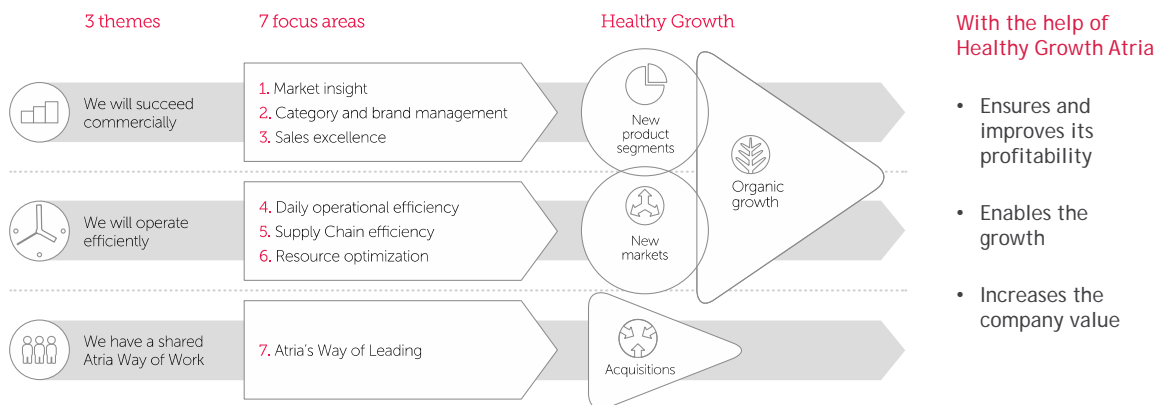 3 themes
7 focus areas
Healthy Growth
With the help of
Healthy Growth Atria
We will succeed
commercially
1. Market insight
2. Category and brand management
3. Sales excellence
New
product
segments
We will operate
efficiently
4. Daily operational efficiency
5. Supply Chain efficiency
6. Resource optimization
New
markets
Organic
growth
We have a shared
Atria Way of Work
7. Atria's Way of Leading
Acquisitions
• Ensures and
improves its
profitability
• Enables the
growth
• Increases the
company value